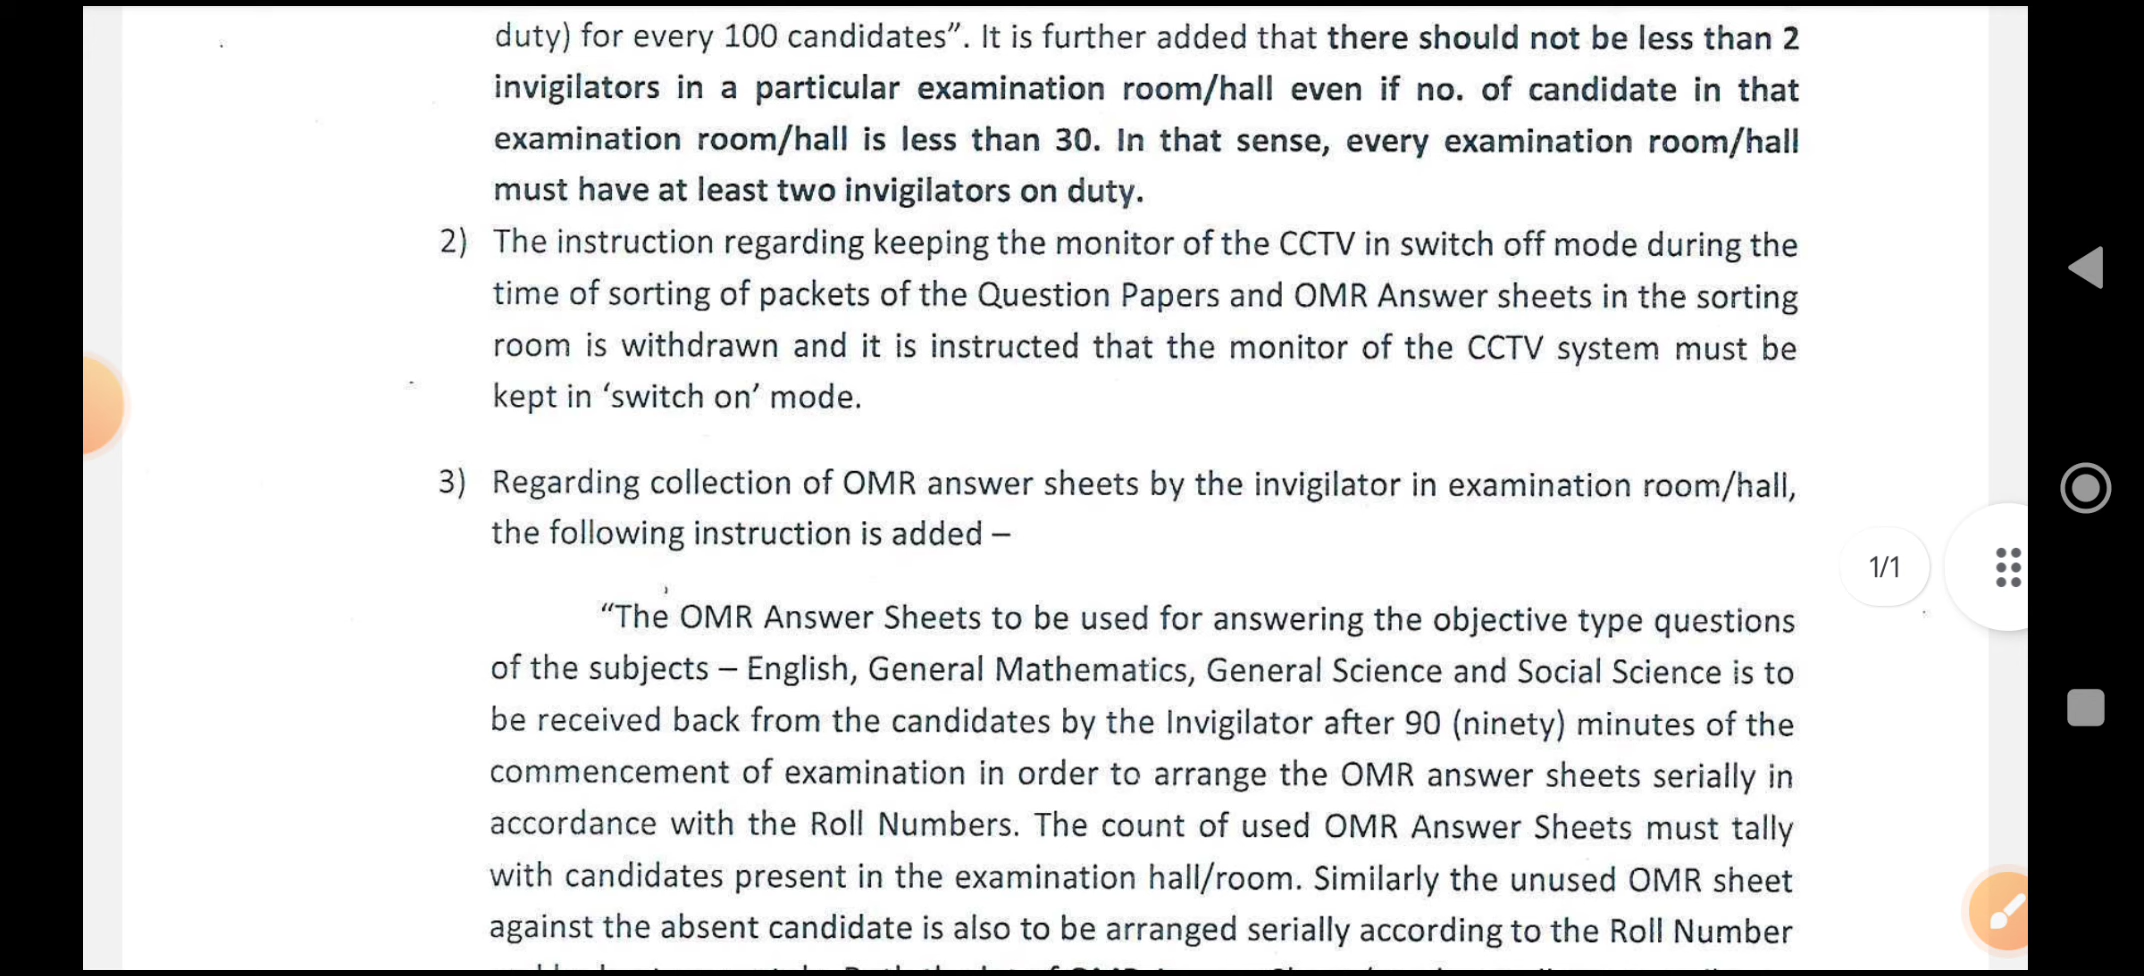 duty) for every 100 candidates”. It is further added that there should not be less than 2
invigilators in a particular examination room/hall even if no. of candidate in that
examination room/hall is less than 30. In that sense, every examination room/hall
must have at least two invigilators on duty.
2) The instruction regarding keeping the monitor of the CCTV in switch off mode during the
time of sorting of packets of the Question Papers and OMR Answer sheets in the sorting
room is withdrawn and it is instructed that the monitor of the CCTV system must be
kept in ‘switch on’ mode.
3) Regarding collection of OMR answer sheets by the invigilator in examination room/hall,
the following instruction is added –
1/1
“The OMR Answer Sheets to be used for answering the objective type questions
of the subjects – English, General Mathematics, General Science and Social Science is to
be received back from the candidates by the Invigilator after 90 (ninety) minutes of the
commencement of examination in order to arrange the OMR answer sheets serially in
accordance with the Roll Numbers. The count of used OMR Answer Sheets must tally
with candidates present in the examination hall/room. Similarly the unused OMR sheet
against the absent candidate is also to be arranged serially according to the Roll Number